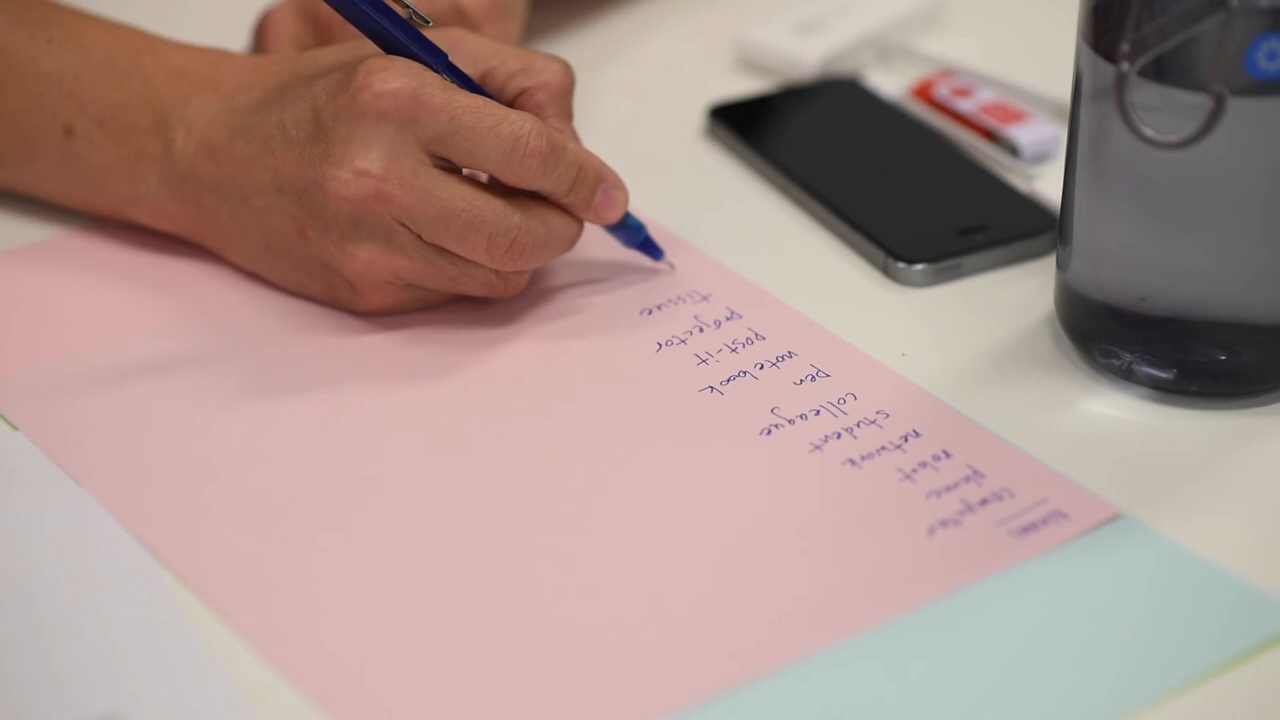 computer
phone
robot
network
student
colleague
pen
notebook
post-it
projector
tissue